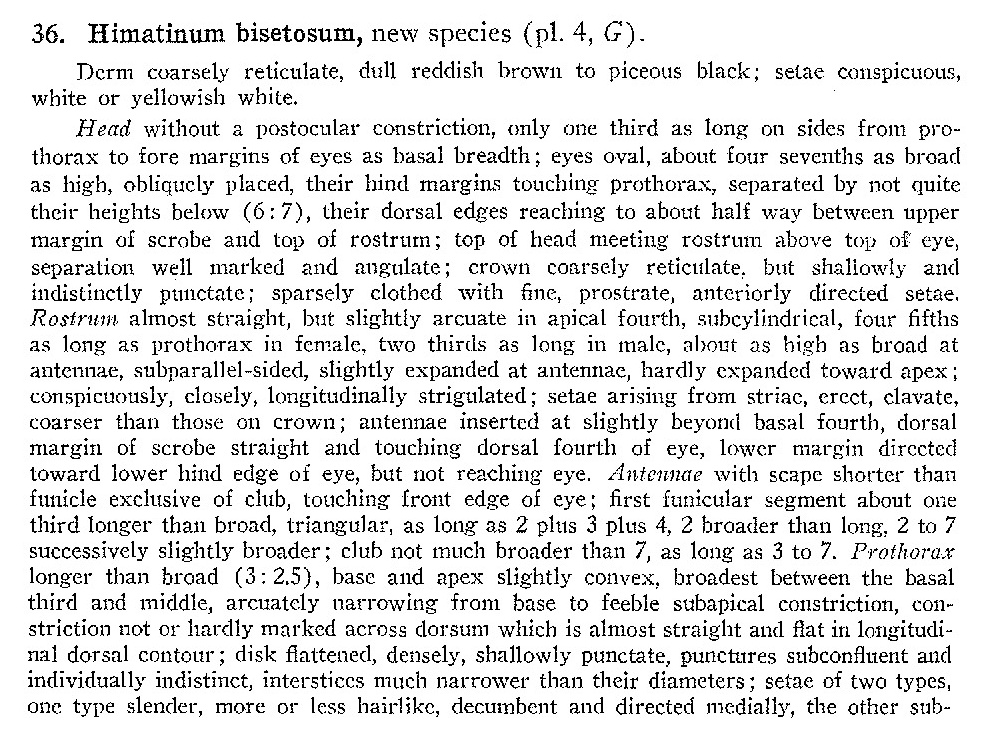 36. Himatinum bisetosum, new species (pl. 4, G).
Derm coarsely reticulate, dull reddish brown to piceous black; setae conspicuous,
white or yellowish white.
Head without a postocular constriction, only one third as long on sides from pro-
thorax to fore margins of eyes as basal breadth; eyes oval, about four sevenths as broad
as high, obliquely placed, their hind margins touching prothorax, separated by not quite
their heights below (6:7), their dorsal edges reaching to about half way between upper
margin of scrobe and top of rostrum; top of head meeting rostrum above top of eye,
separation well marked and angulate; crown coarsely reticulate, but shallowly and
indistinctly punctate; sparsely clothed with fine, prostrate, anteriorly directed setae.
Rostrum almost straight, but slightly arcuate in apical fourth, subcylindrical, four fifths
as long as prothorax in female, two thirds as long in male, about as high as broad at
antennae, subparallel-sided, slightly expanded at antennae, hardly expanded toward apex;
conspicuously, closely, longitudinally strigulated; setae arising from striae, erect, clavate,
coarser than those on crown; antennae inserted at slightly beyond basal fourth, dorsal
margin of scrobe straight and touching dorsal fourth of eye, lower margin directed
toward lower hind edge of eye, but not reaching eye. Antennae with scape shorter than
funicle exclusive of club, touching front edge of eye; first funicular segment about one
third longer than broad, triangular, as long as 2 plus 3 plus 4, 2 broader than long, 2 to 7
successively slightly broader; club not much broader than 7, as long as 3 to 7. Prothorax
longer than broad (3:2.5), base and apex slightly convex, broadest between the basal
third and middle, arcuately narrowing from base to feeble subapical constriction, con-
striction not or hardly marked across dorsum which is almost straight and flat in longitudi-
nal dorsal contour; disk flattened, densely, shallowly punctate, punctures subconfluent and
individually indistinct, interstices much narrower than their diameters; setae of two types,
one type slender, more or less hairlike, decumbent and directed medially, the other sub-